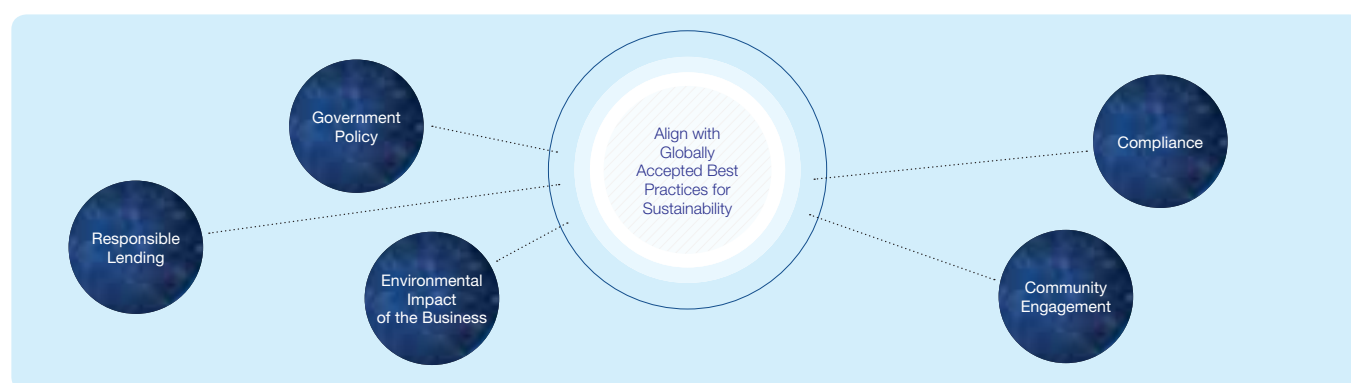 Government
Policy
Responsible
Lending
Environmental
Impact
of the Business
Align with
Globally
Accepted Best
Practices for
Sustainability
Compliance
Community
Engagement